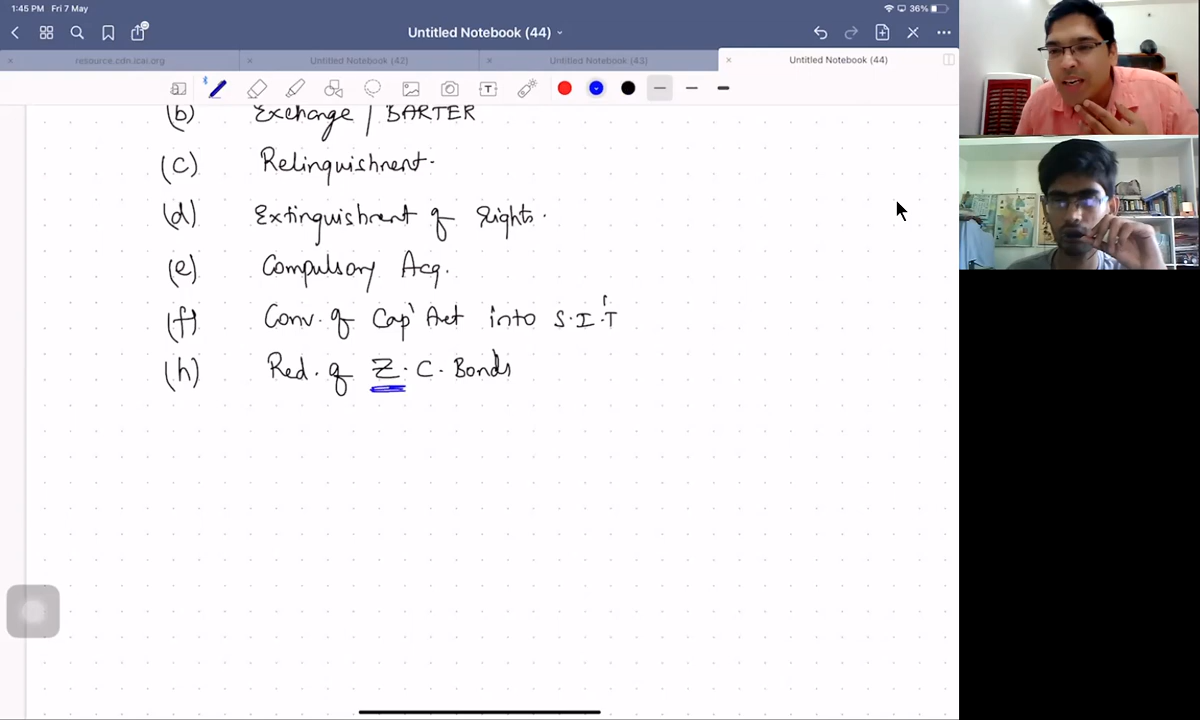 1:45 PM Fri 7 May
36%
Untitled Notebook (44)
resource.cdn.icai.org
Untitled Notebook (42)
Untitled Notebook (43)
Untitled Notebook (44)
(b) Exchange / BARTER
(c) Relinquishment.
(d) Extinguishment of rights.
(e) Compulsory Acq.
(f) Conv. of Cap' Aet into S.I.T
(h) Red. of Z.C. Bonds